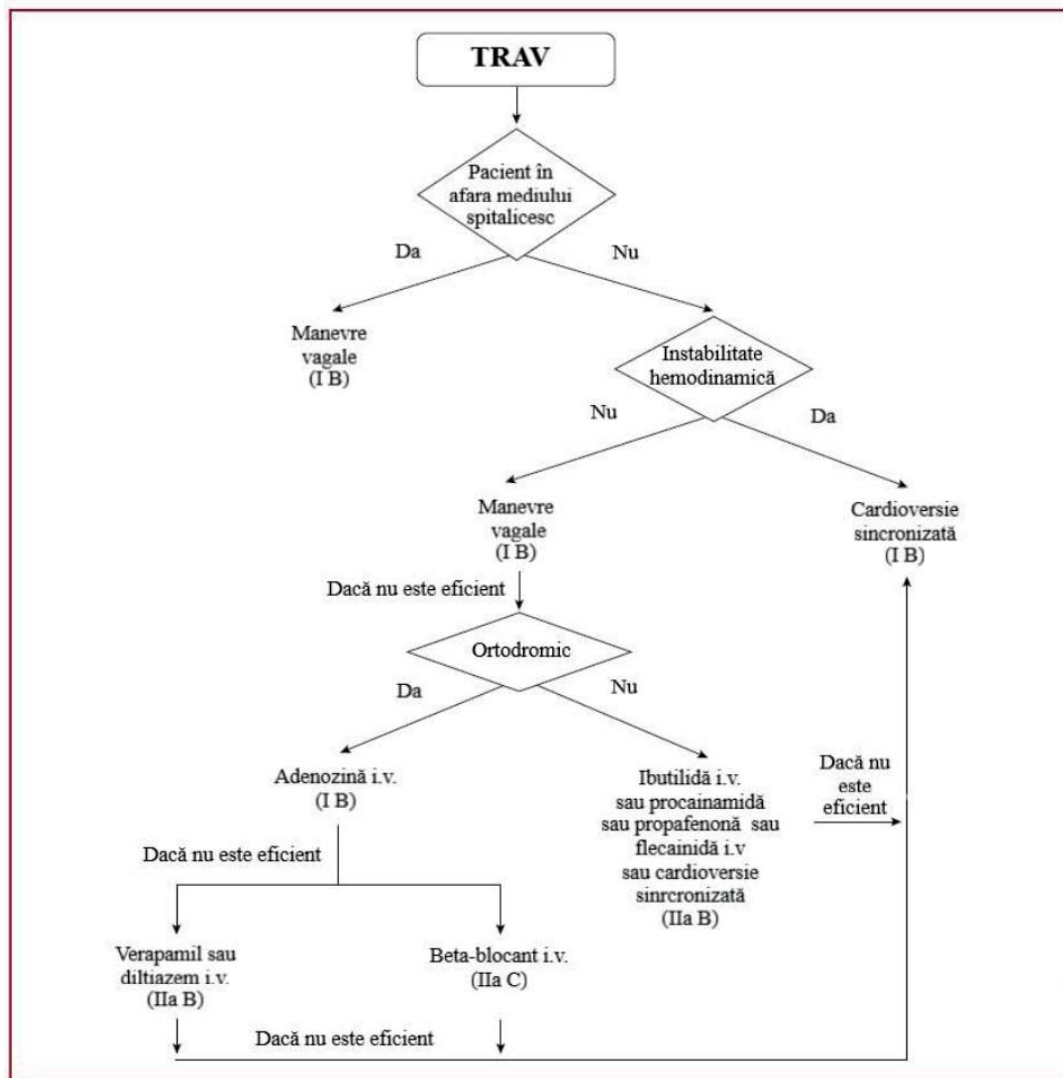 TRAV
Pacient în
afara mediului
spitalicesc
Da
Nu
Manevre
vagale
(I B)
Instabilitate
hemodinamică
Nu
Da
Manevre
vagale
(I B)
Cardioversie
sincronizată
(I B)
Dacă nu este eficient
Ortodromic
Da
Nu
Adenozină i.v.
(I B)
Ibutilidă i.v.
sau procainamidă
sau propafenonă sau
flecainidă i.v
sau cardioversie
sinrcronizată
(IIa B)
Dacă nu
este
eficient
Dacă nu este eficient
Verapamil sau
diltiazem i.v.
(IIa B)
Beta-blocant i.v.
(IIa C)
Dacă nu este eficient